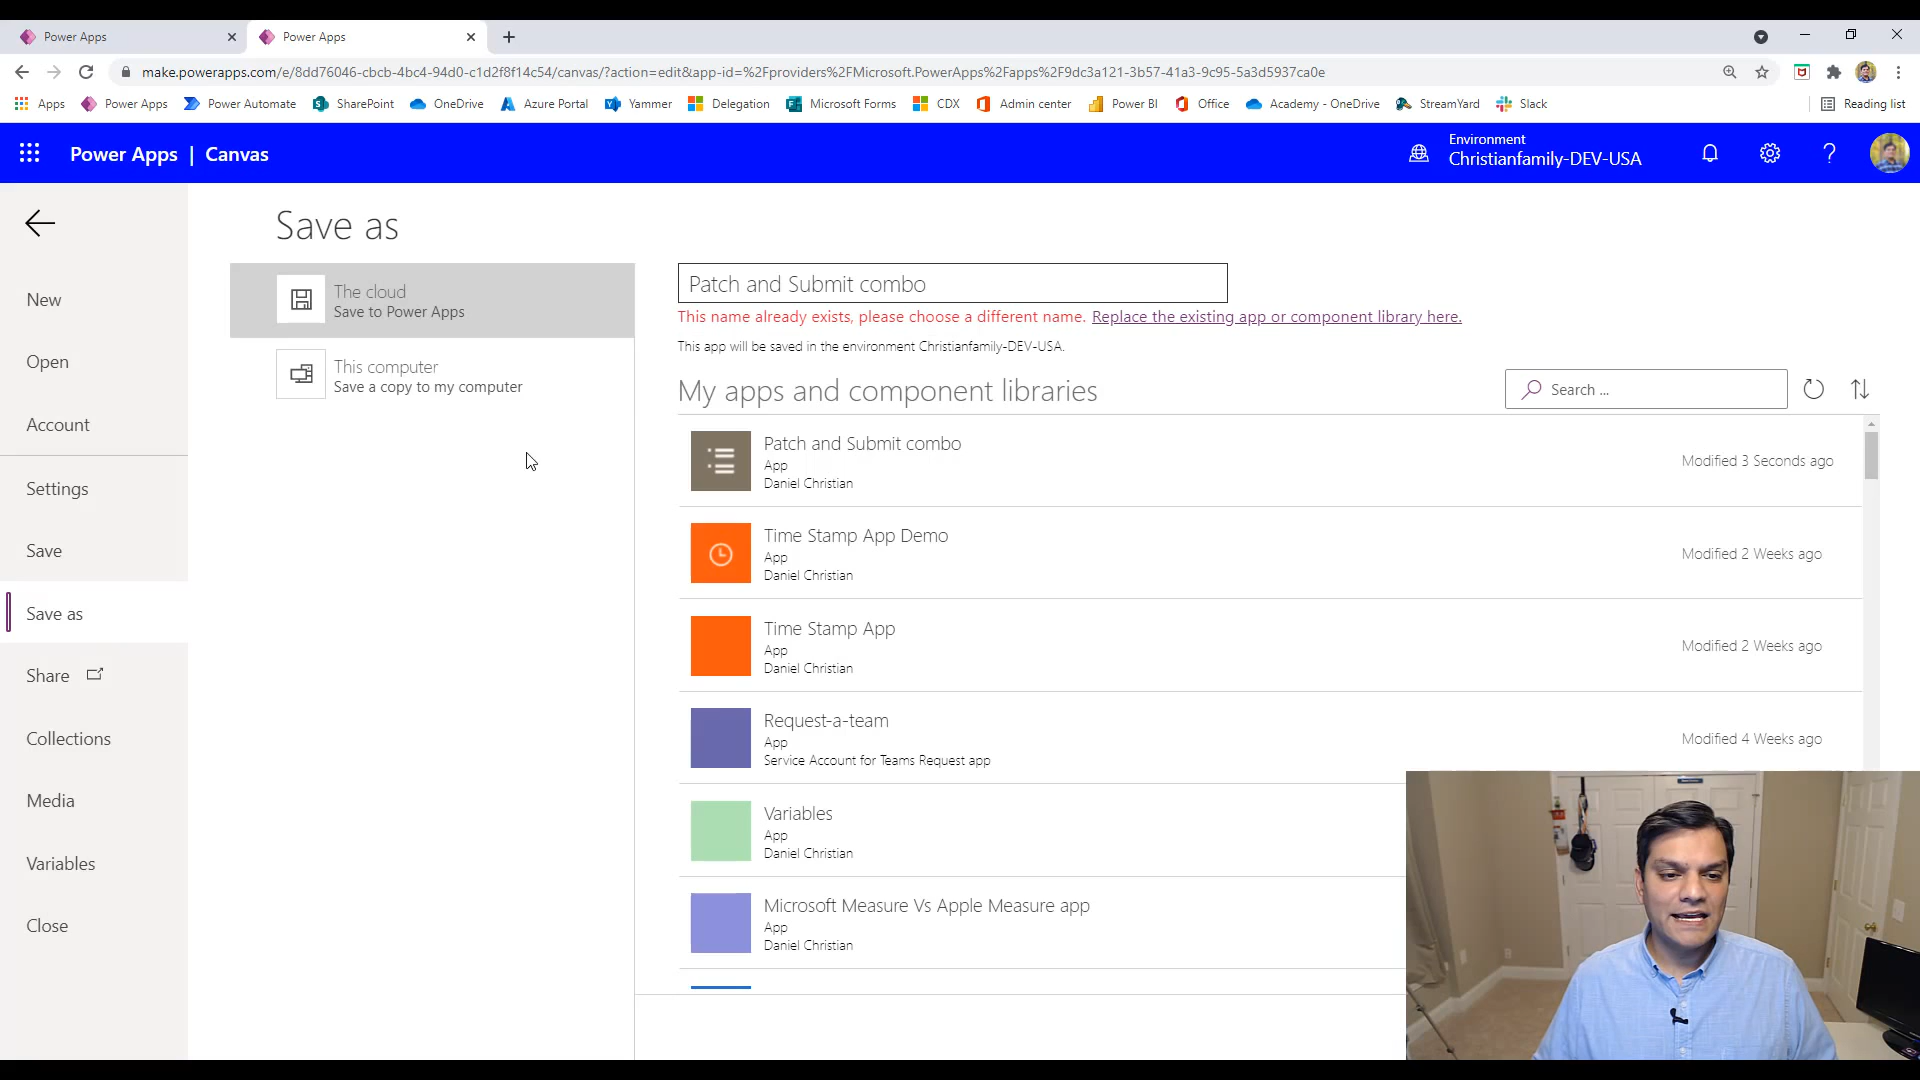 Power Apps
Power Apps
make.powerapps.com/e/8dd76046-cbcb-4bc4-94d0-c1d2f8f14c54/canvas/?action=edit&app-id=%2Fproviders%2FMicrosoft.PowerApps%2Fapps%2F9dc3a121-3b57-41a3-9c95-5a3d5937ca0e
Apps Power Apps Power Automate SharePoint OneDrive Azure Portal Yammer Delegation Microsoft Forms CDX Admin center Power BI Office Academy - OneDrive StreamYard Slack Reading list
Power Apps | Canvas
Environment
Christianfamily-DEV-USA
New
Open
Account
Settings
Save
Save as
Share
Collections
Media
Variables
Close
Save as
The cloud
Save to Power Apps
This computer
Save a copy to my computer
Patch and Submit combo
This name already exists, please choose a different name. Replace the existing app or component library here.
This app will be saved in the environment Christianfamily-DEV-USA.
My apps and component libraries
Search ...
Patch and Submit combo
App
Daniel Christian
Modified 3 Seconds ago
Time Stamp App Demo
App
Daniel Christian
Modified 2 Weeks ago
Time Stamp App
App
Daniel Christian
Modified 2 Weeks ago
Request-a-team
App
Service Account for Teams Request app
Modified 4 Weeks ago
Variables
App
Daniel Christian
Microsoft Measure Vs Apple Measure app
App
Daniel Christian